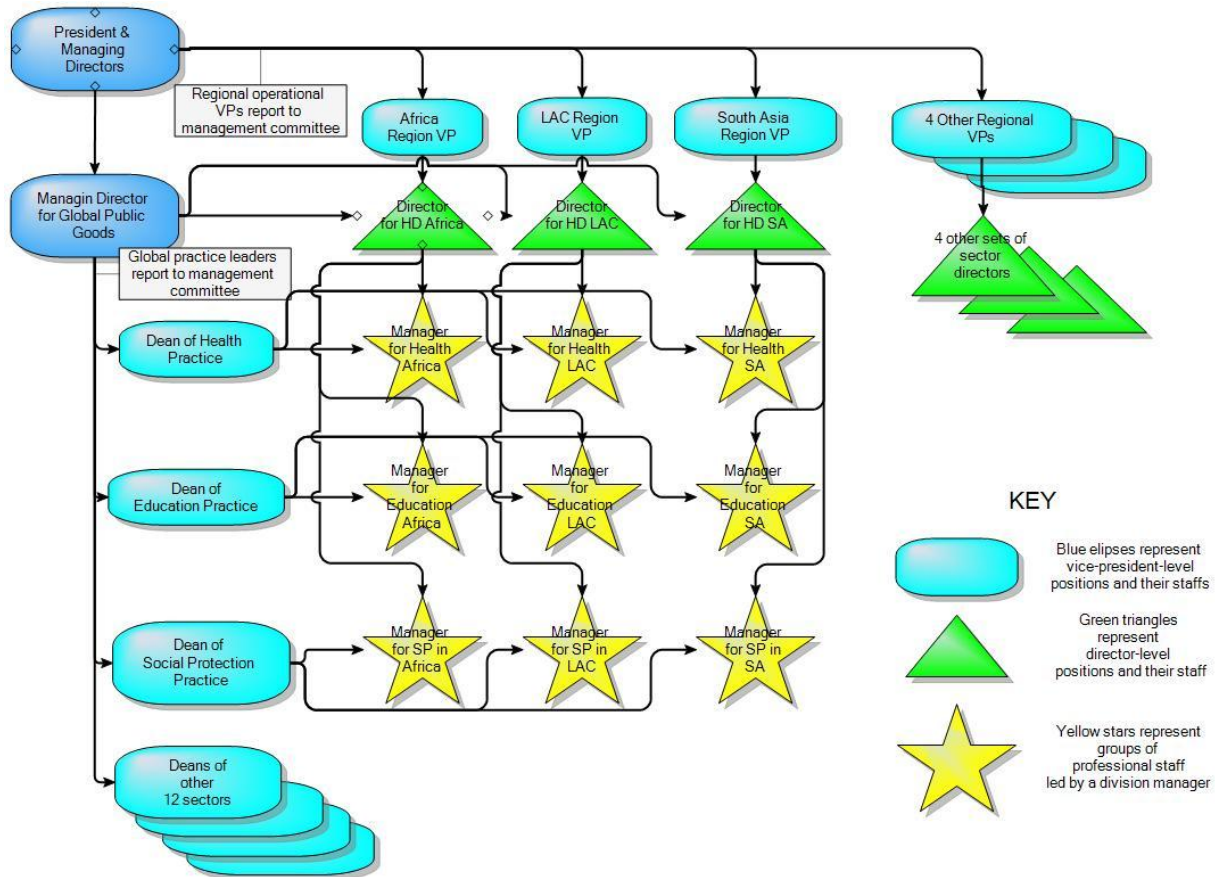 President &
Managing
Directors
Regional operational
VPs report to
management committee
Africa
Region VP
LAC Region
VP
South Asia
Region VP
4 Other Regional
VPs
Managin Director
for Global Public
Goods
Director
for HD Africa
Director
for HD LAC
Director
for HD SA
4 other sets of
sector
directors
Global practice leaders
report to management
committee
Dean of Health
Practice
Manager
for Health
Africa
Manager
for Health
LAC
Manager
for Health
SA
Dean of
Education Practice
Manager
for
Education
Africa
Manager
for
Education
LAC
Manager
for
Education
SA
Dean of
Social Protection
Practice
Manager
for SP in
Africa
Manager
for SP in
LAC
Manager
for SP in
SA
Deans of
other
12 sectors
KEY
Blue elipses represent
vice-president-level
positions and their staffs
Green triangles
represent
director-level
positions and their staff
Yellow stars represent
groups of
professional staff
led by a division manager